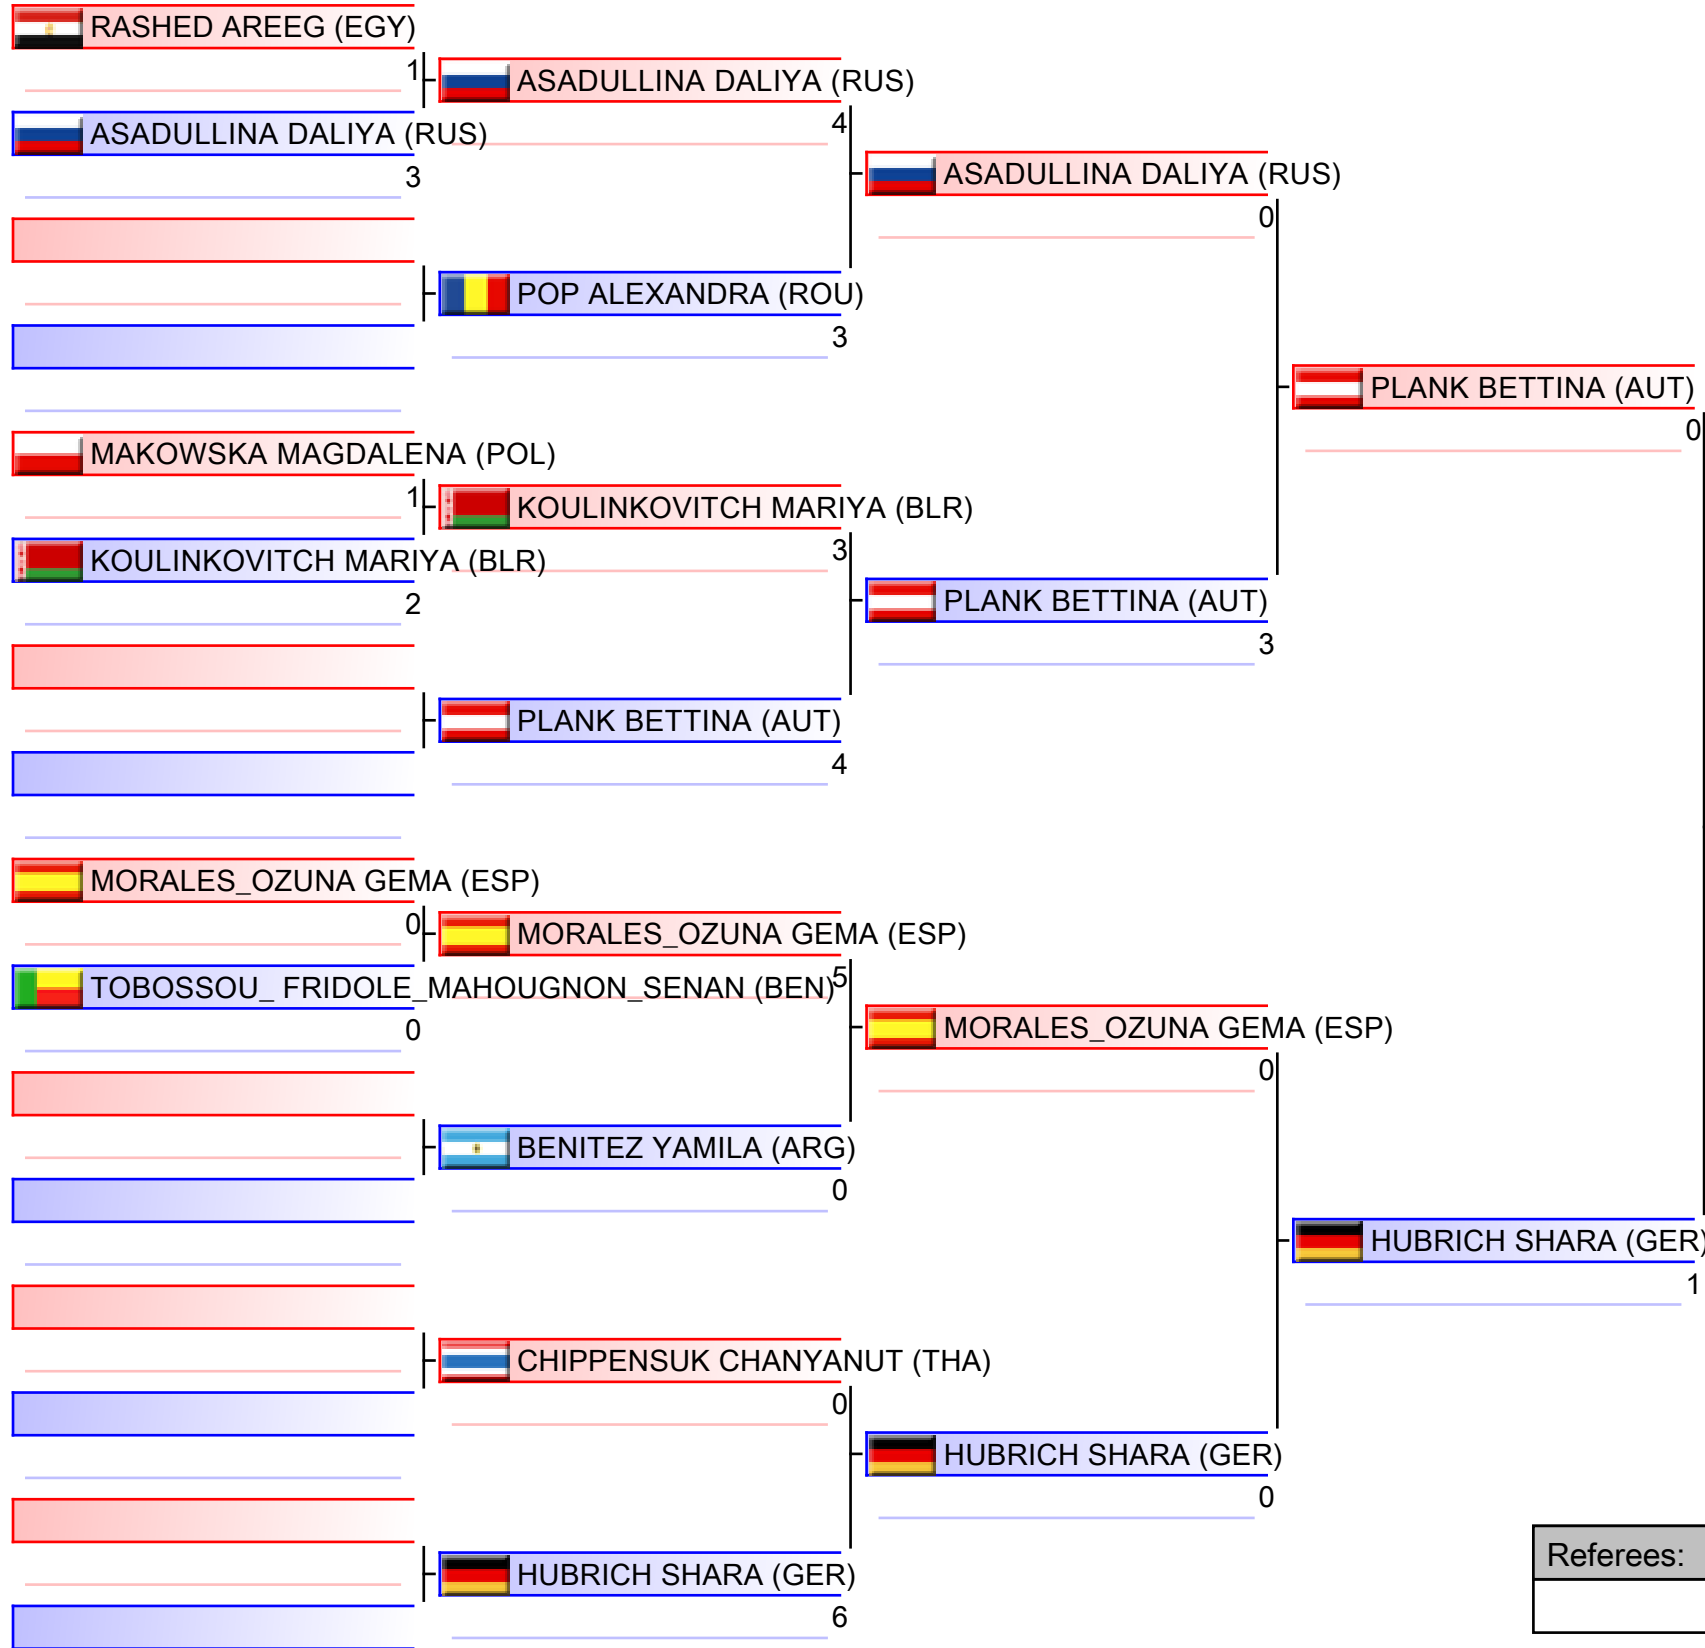 RASHED AREEG (EGY)
1
ASADULLINA DALIYA (RUS)
ASADULLINA DALIYA (RUS)
4
3
ASADULLINA DALIYA (RUS)
0
POP ALEXANDRA (ROU)
3
PLANK BETTINA (AUT)
0
MAKOWSKA MAGDALENA (POL)
1
KOULINKOVITCH MARIYA (BLR)
3
KOULINKOVITCH MARIYA (BLR)
2
PLANK BETTINA (AUT)
3
PLANK BETTINA (AUT)
4
MORALES_OZUNA GEMA (ESP)
0
MORALES_OZUNA GEMA (ESP)
5
TOBOSSOU_ FRIDOLE_MAHOUGNON_SENAN (BEN)
0
MORALES_OZUNA GEMA (ESP)
0
BENITEZ YAMILA (ARG)
0
HUBRICH SHARA (GER)
1
CHIPPENSUK CHANYANUT (THA)
0
HUBRICH SHARA (GER)
0
HUBRICH SHARA (GER)
6
Referees: